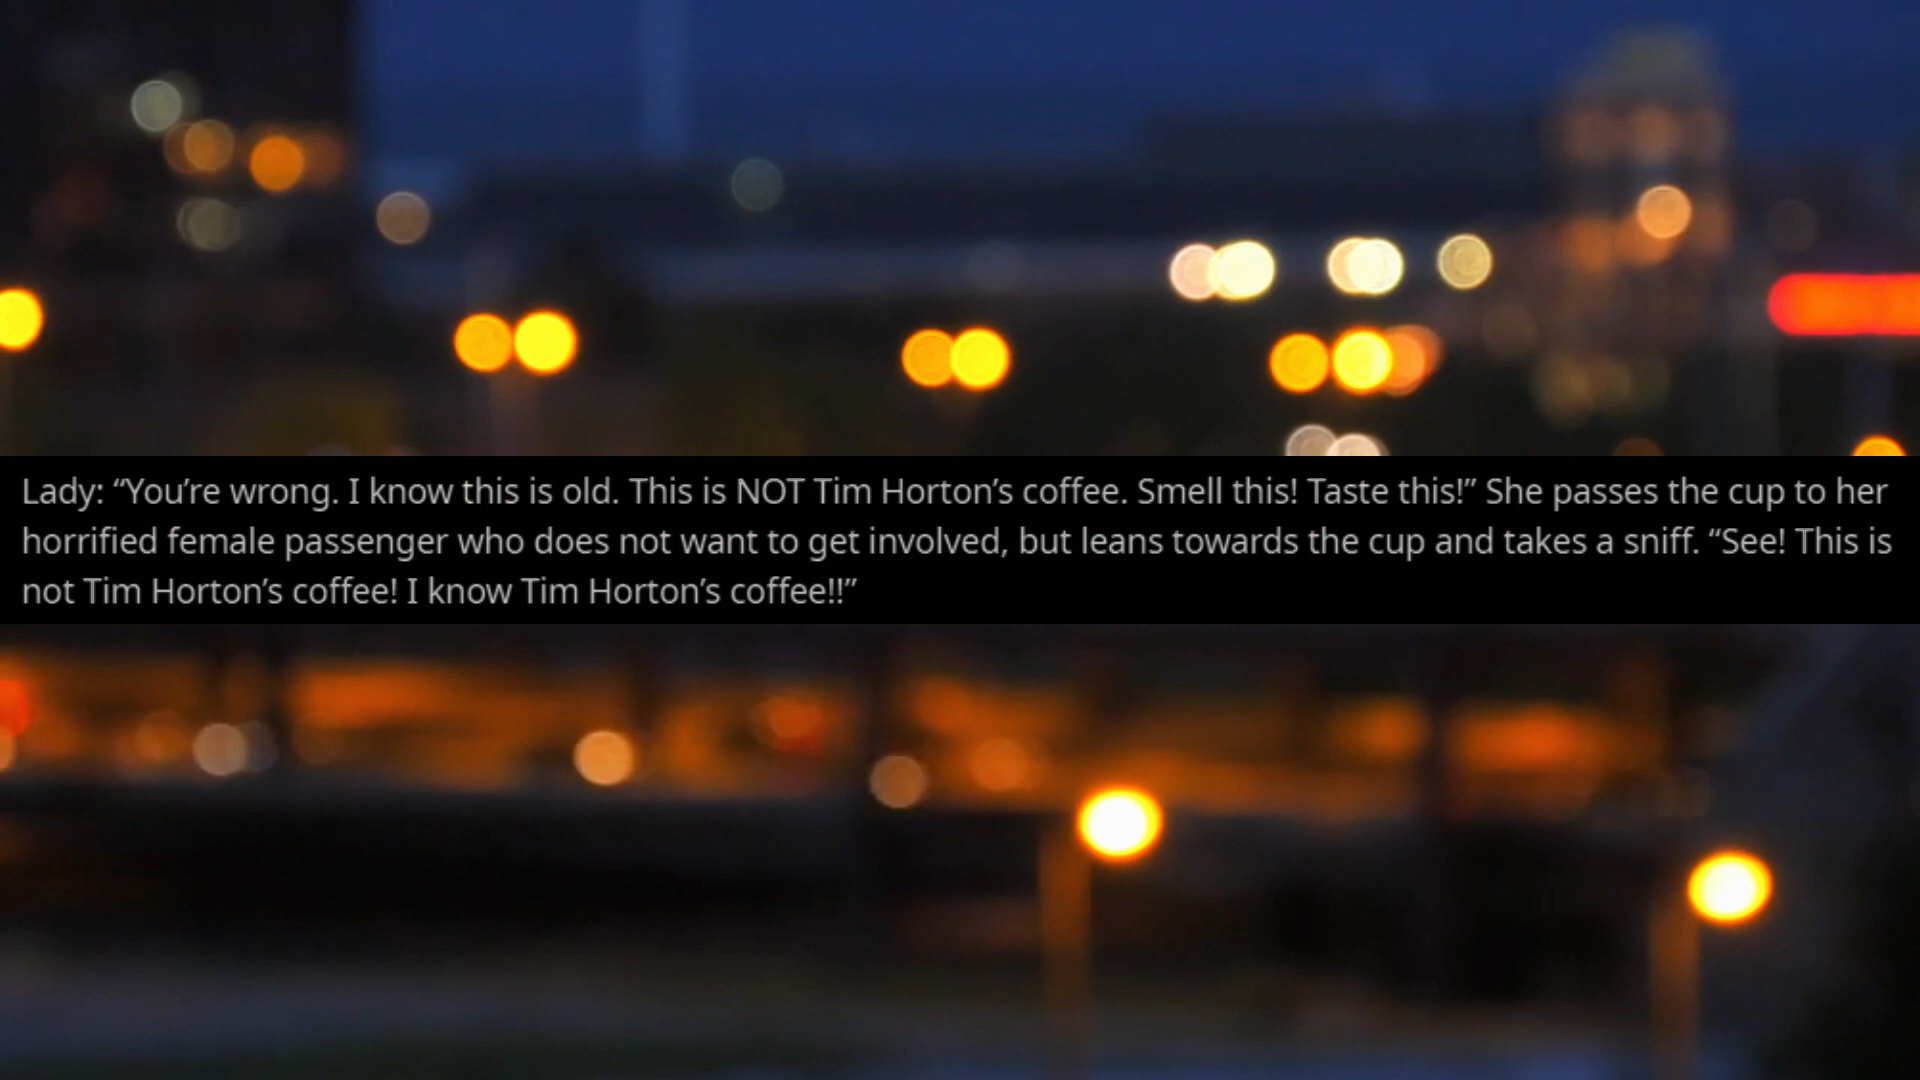 Lady: “You’re wrong. I know this is old. This is NOT Tim Horton’s coffee. Smell this! Taste this!” She passes the cup to her
horrified female passenger who does not want to get involved, but leans towards the cup and takes a sniff. “See! This is
not Tim Horton’s coffee! I know Tim Horton’s coffee!!”